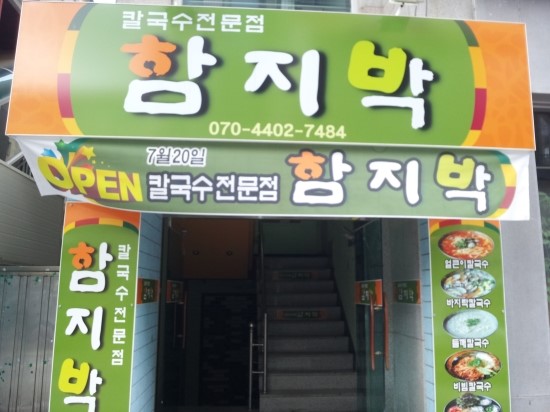 칼국수전문점
함지박
070-4402-7484
OPEN 7월20일 칼국수전문점 함지박
칼국수전문점
함지박
얼큰이칼국수
바지락칼국수
들깨칼국수
비빔칼국수